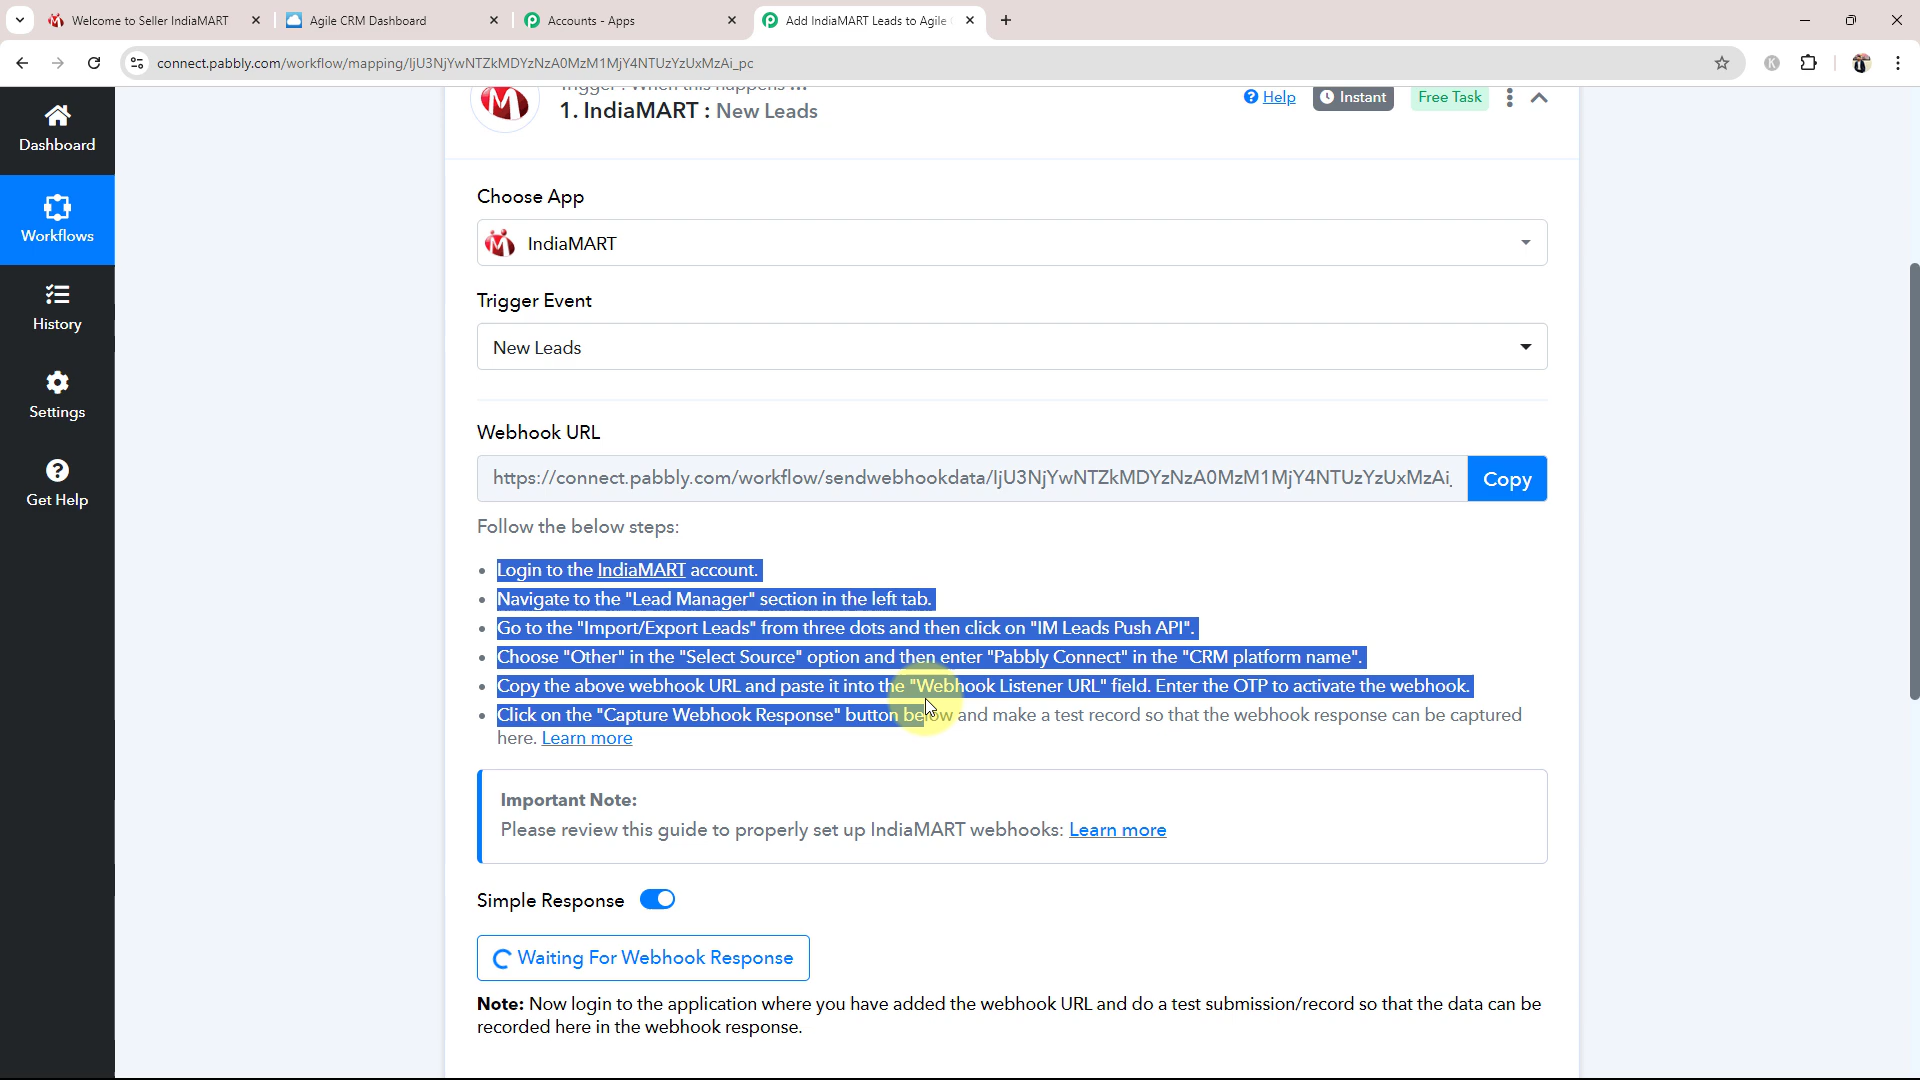 Welcome to Seller IndiaMART
Agile CRM Dashboard
Accounts - Apps
Add IndiaMART Leads to Agile
connect.pabbly.com/workflow/mapping/IjU3NjYwNTZkMDYzNzA0MzM1MjY4NTUzYzUxMzAi_pc
K
Dashboard
Workflows
History
Settings
Get Help
Trigger : When this happens ...
1. IndiaMART : New Leads
Help
Instant
Free Task
Choose App
IndiaMART
Trigger Event
New Leads
Webhook URL
https://connect.pabbly.com/workflow/sendwebhookdata/IjU3NjYwNTZkMDYzNzA0MzM1MjY4NTUzYzUxMzAi_
Copy
Follow the below steps:
• Login to the IndiaMART account.
• Navigate to the "Lead Manager" section in the left tab.
• Go to the "Import/Export Leads" from three dots and then click on "IM Leads Push API".
• Choose "Other" in the "Select Source" option and then enter "Pabbly Connect" in the "CRM platform name".
• Copy the above webhook URL and paste it into the "Webhook Listener URL" field. Enter the OTP to activate the webhook.
• Click on the "Capture Webhook Response" button below and make a test record so that the webhook response can be captured
here. Learn more
Important Note:
Please review this guide to properly set up IndiaMART webhooks: Learn more
Simple Response
Waiting For Webhook Response
Note: Now login to the application where you have added the webhook URL and do a test submission/record so that the data can be
recorded here in the webhook response.